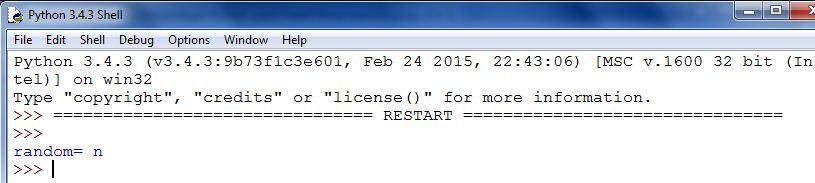 Python 3.4.3 Shell
File Edit Shell Debug Options Window Help
Python 3.4.3 (v3.4.3:9b73f1c3e601, Feb 24 2015, 22:43:06) [MSC v.1600 32 bit (In
tel)] on win32
Type "copyright", "credits" or "license()" for more information.
>>> ================================ RESTART ================================
>>>
random= n
>>>